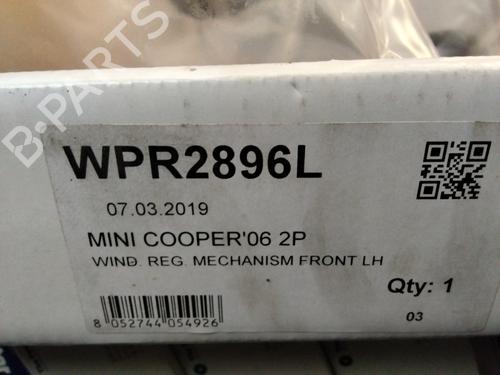 B-PARTS
WPR2896L
07.03.2019
MINI COOPER'06 2P
WIND. REG. MECHANISM FRONT LH
Qty: 1
8 052744 054926
03